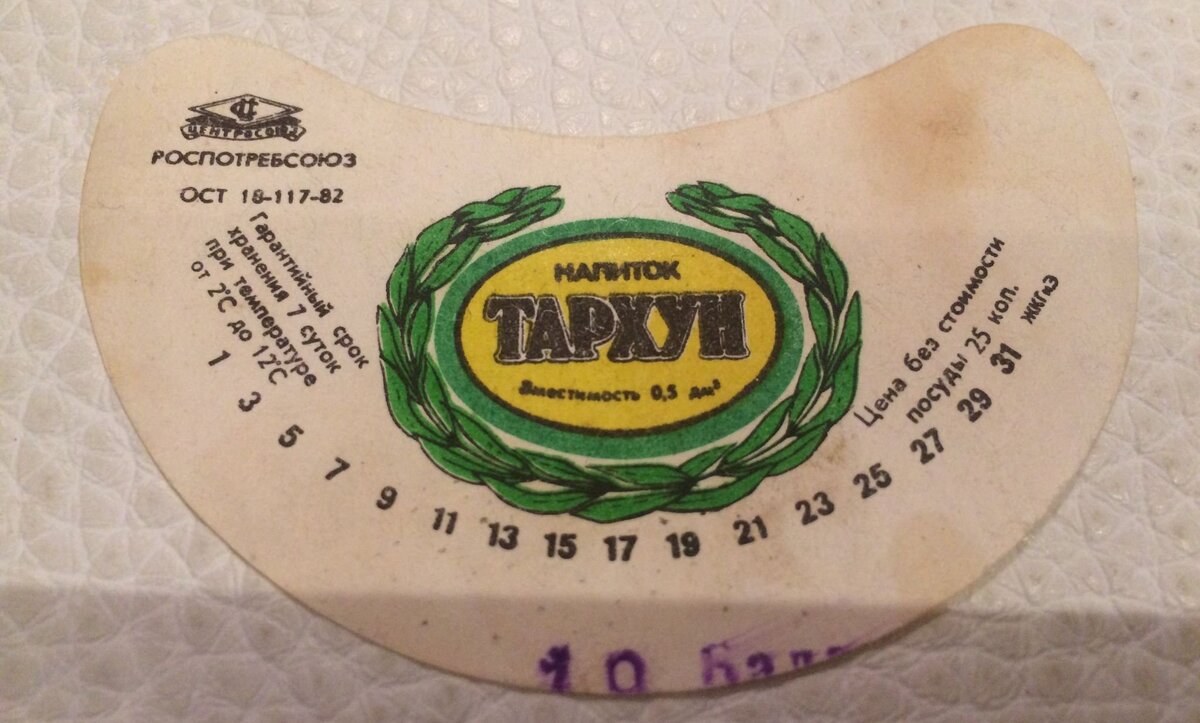 ЦЕНТРОСОЮЗ
РОСПОТРЕБСОЮЗ
ОСТ 18-117-82
Гарантийный срок
хранения 7 суток
при температуре
от 2°С до 12°С
НАПИТОК
ТАРХУН
Вместимость 0,5 дм³
Цена без стоимости
посуды 25 коп.
1 3 5 7 9 11 13 15 17 19 21 23 25 27 29 31
10